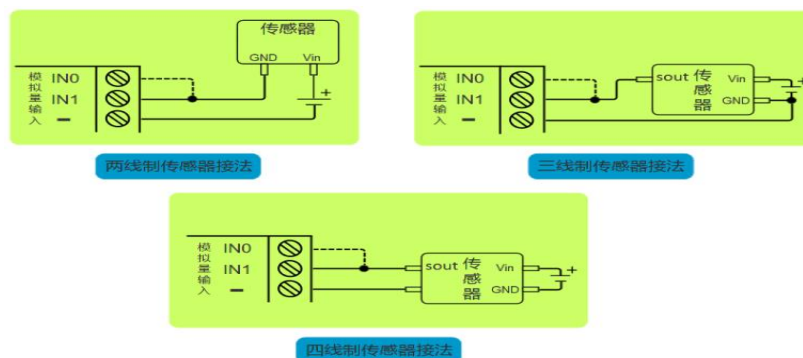 传感器
GND Vin
模拟量输入
IN0
IN1
-
+
两线制传感器接法
模拟量输入
IN0
IN1
-
sout 传感器 Vin
GND
+
三线制传感器接法
模拟量输入
IN0
IN1
-
sout 传感器 Vin
GND
+
四线制传感器接法